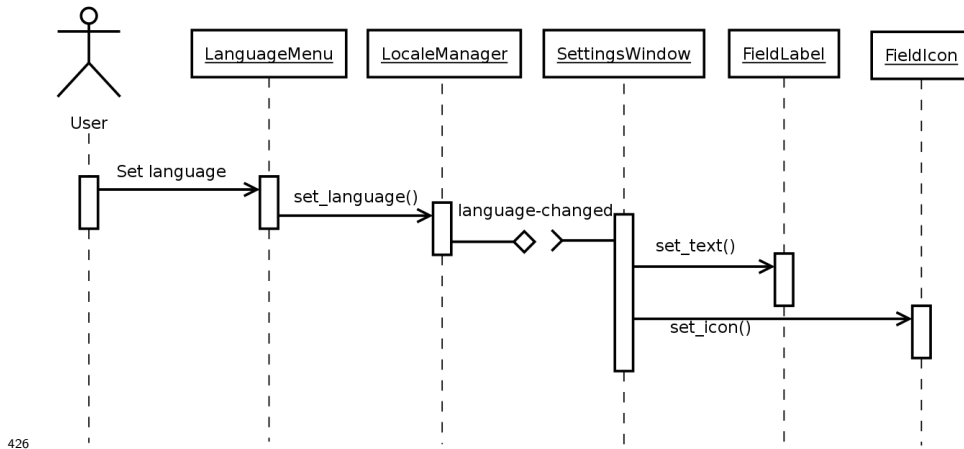 LanguageMenu
LocaleManager
SettingsWindow
FieldLabel
FieldIcon
User
Set language
set_language()
language-changed
set_text()
set_icon()
426